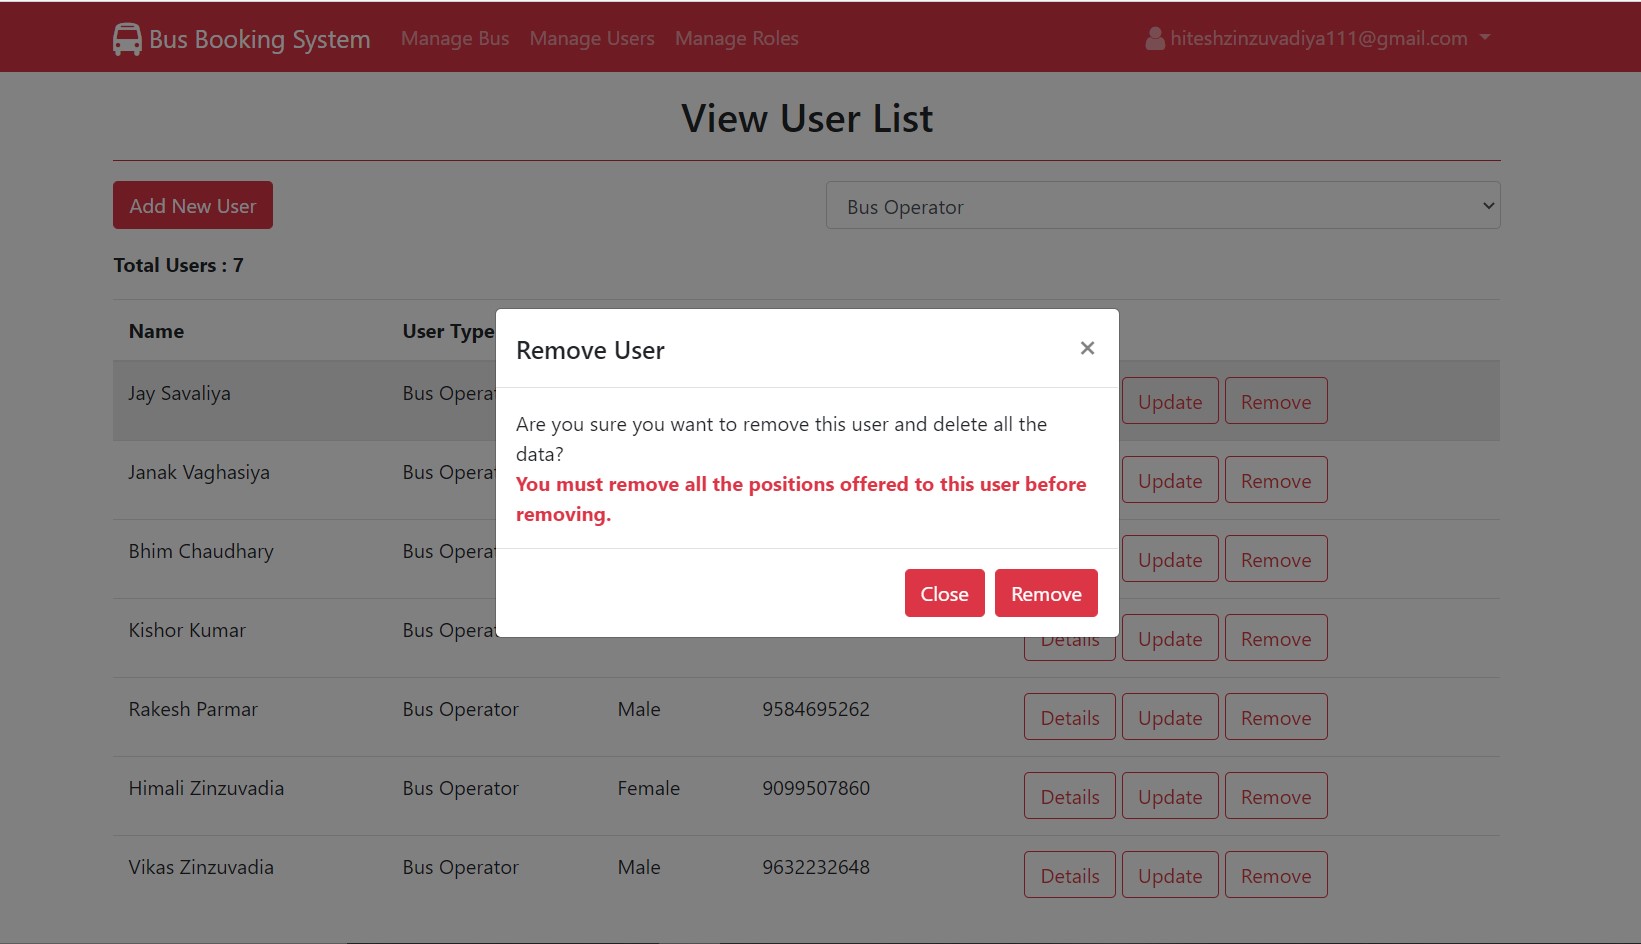 Bus Booking System Manage Bus Manage Users Manage Roles hiteshzinzuvadiya111@gmail.com
View User List
Add New User Bus Operator
Total Users : 7
Name User Type
Jay Savaliya Bus Opera Update Remove
Janak Vaghasiya Bus Opera Update Remove
Bhim Chaudhary Bus Opera Update Remove
Kishor Kumar Bus Opera Details Update Remove
Rakesh Parmar Bus Operator Male 9584695262 Details Update Remove
Himali Zinzuvadia Bus Operator Female 9099507860 Details Update Remove
Vikas Zinzuvadia Bus Operator Male 9632232648 Details Update Remove
Remove User ×
Are you sure you want to remove this user and delete all the
data?
You must remove all the positions offered to this user before
removing.
Close Remove